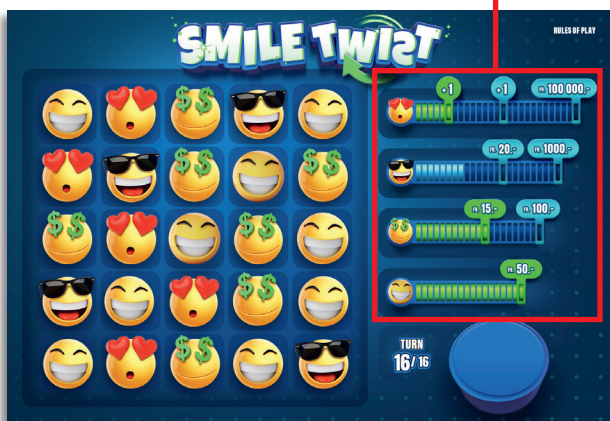 SMILE TWIST
RULES OF PLAY
+1 +1 FR. 100 000.–
FR. 20.– FR. 1000.–
FR. 15.– FR. 100.–
FR. 50.–
TURN
16/16